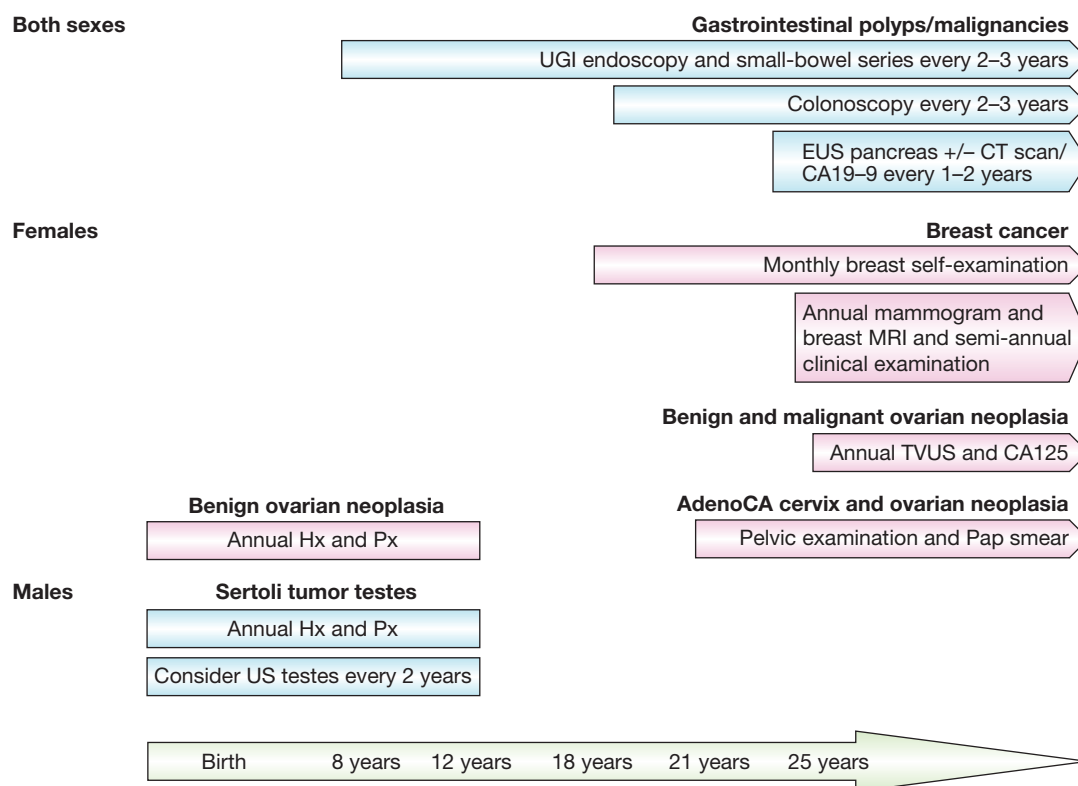 Both sexes
Gastrointestinal polyps/malignancies
UGI endoscopy and small-bowel series every 2–3 years
Colonoscopy every 2–3 years
EUS pancreas +/– CT scan/
CA19–9 every 1–2 years
Females
Breast cancer
Monthly breast self-examination
Annual mammogram and
breast MRI and semi-annual
clinical examination
Benign and malignant ovarian neoplasia
Annual TVUS and CA125
Benign ovarian neoplasia
AdenoCA cervix and ovarian neoplasia
Annual Hx and Px
Pelvic examination and Pap smear
Males
Sertoli tumor testes
Annual Hx and Px
Consider US testes every 2 years
Birth 8 years 12 years 18 years 21 years 25 years